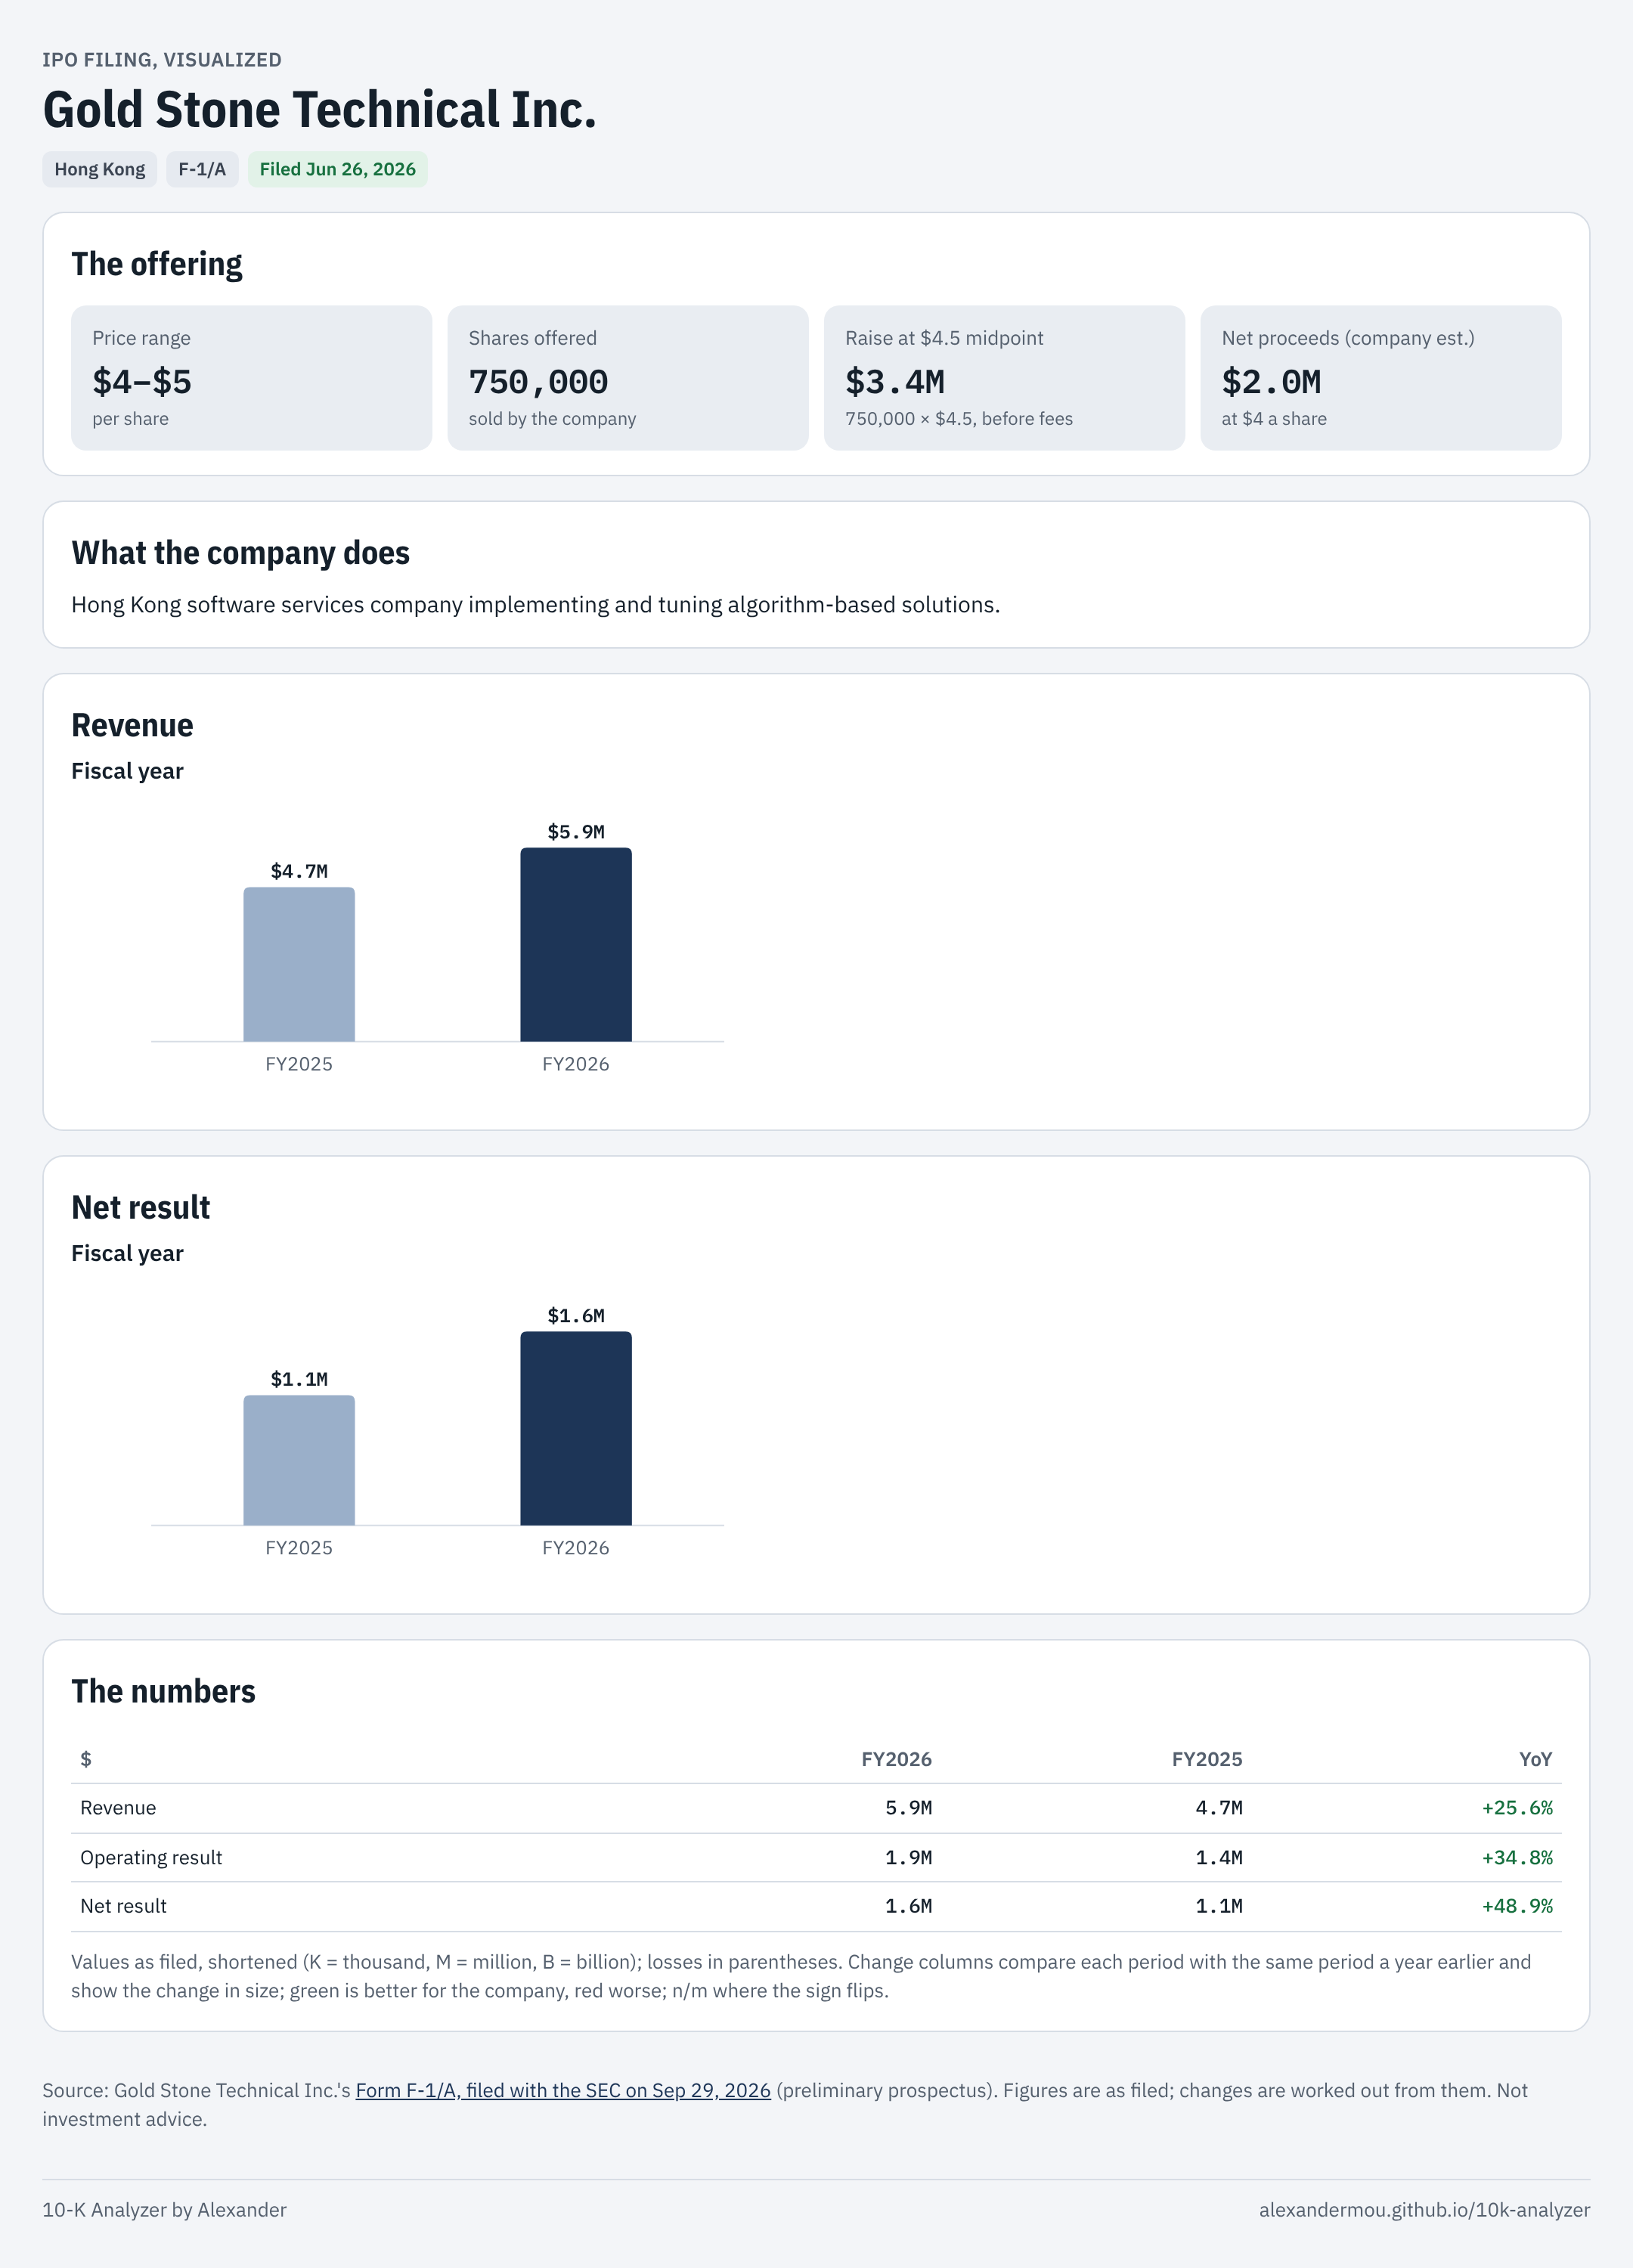 IPO FILING, VISUALIZED
Gold Stone Technical Inc.
Hong Kong F-1/A Filed Jun 26, 2026
The offering
Price range
$4–$5
per share
Shares offered
750,000
sold by the company
Raise at $4.5 midpoint
$3.4M
750,000 × $4.5, before fees
Net proceeds (company est.)
$2.0M
at $4 a share
What the company does
Hong Kong software services company implementing and tuning algorithm-based solutions.
Revenue
Fiscal year
$4.7M
$5.9M
FY2025 FY2026
Net result
Fiscal year
$1.1M
$1.6M
FY2025 FY2026
The numbers
$ FY2026 FY2025 YoY
Revenue 5.9M 4.7M +25.6%
Operating result 1.9M 1.4M +34.8%
Net result 1.6M 1.1M +48.9%
Values as filed, shortened (K = thousand, M = million, B = billion); losses in parentheses. Change columns compare each period with the same period a year earlier and
show the change in size; green is better for the company, red worse; n/m where the sign flips.
Source: Gold Stone Technical Inc.'s Form F-1/A, filed with the SEC on Sep 29, 2026 (preliminary prospectus). Figures are as filed; changes are worked out from them. Not
investment advice.
10-K Analyzer by Alexander alexandermou.github.io/10k-analyzer